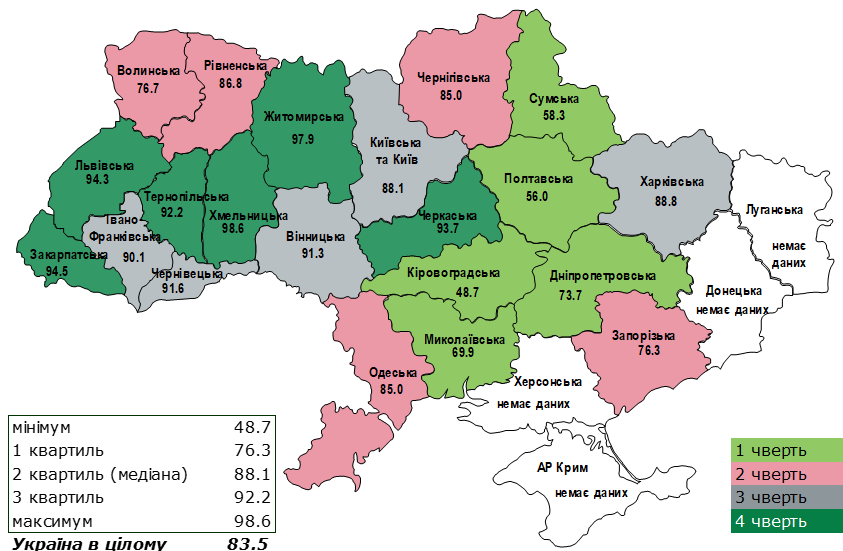 Волинська
76.7
Рівненська
86.8
Житомирська
97.9
Київська
та Київ
88.1
Чернігівська
85.0
Сумська
58.3
Львівська
94.3
Тернопільська
92.2
Хмельницька
98.6
Івано-
Франківська
90.1
Закарпатська
94.5
Чернівецька
91.6
Вінницька
91.3
Черкаська
93.7
Полтавська
56.0
Харківська
88.8
Луганська
немає
даних
Кіровоградська
48.7
Дніпропетровська
73.7
Донецька
немає даних
Миколаївська
69.9
Запорізька
76.3
Одеська
85.0
Херсонська
немає даних
АР Крим
немає даних
мінімум 48.7
1 квартиль 76.3
2 квартиль (медіана) 88.1
3 квартиль 92.2
максимум 98.6
Україна в цілому 83.5
1 чверть
2 чверть
3 чверть
4 чверть